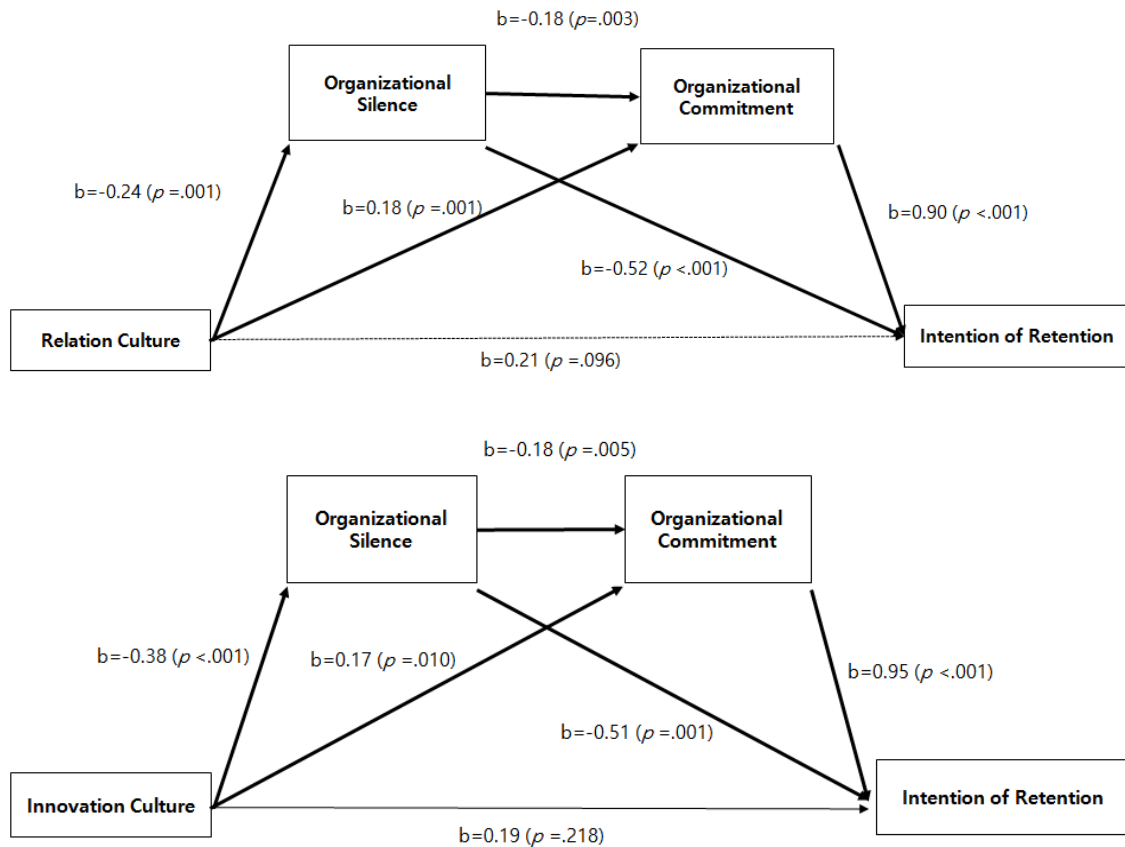 b=-0.18 (p=.003)
Organizational
Silence
Organizational
Commitment
b=-0.24 (p =.001)
b=0.18 (p =.001)
b=0.90 (p <.001)
b=-0.52 (p <.001)
Relation Culture
Intention of Retention
b=0.21 (p =.096)
b=-0.18 (p =.005)
Organizational
Silence
Organizational
Commitment
b=-0.38 (p <.001)
b=0.17 (p =.010)
b=0.95 (p <.001)
b=-0.51 (p =.001)
Innovation Culture
Intention of Retention
b=0.19 (p =.218)